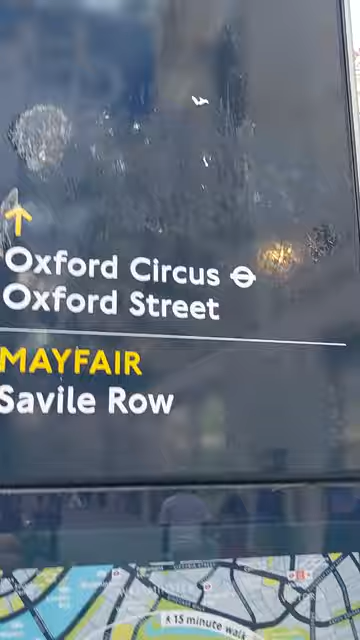 Oxford Circus
Oxford Street
MAYFAIR
Savile Row
15 minute walk